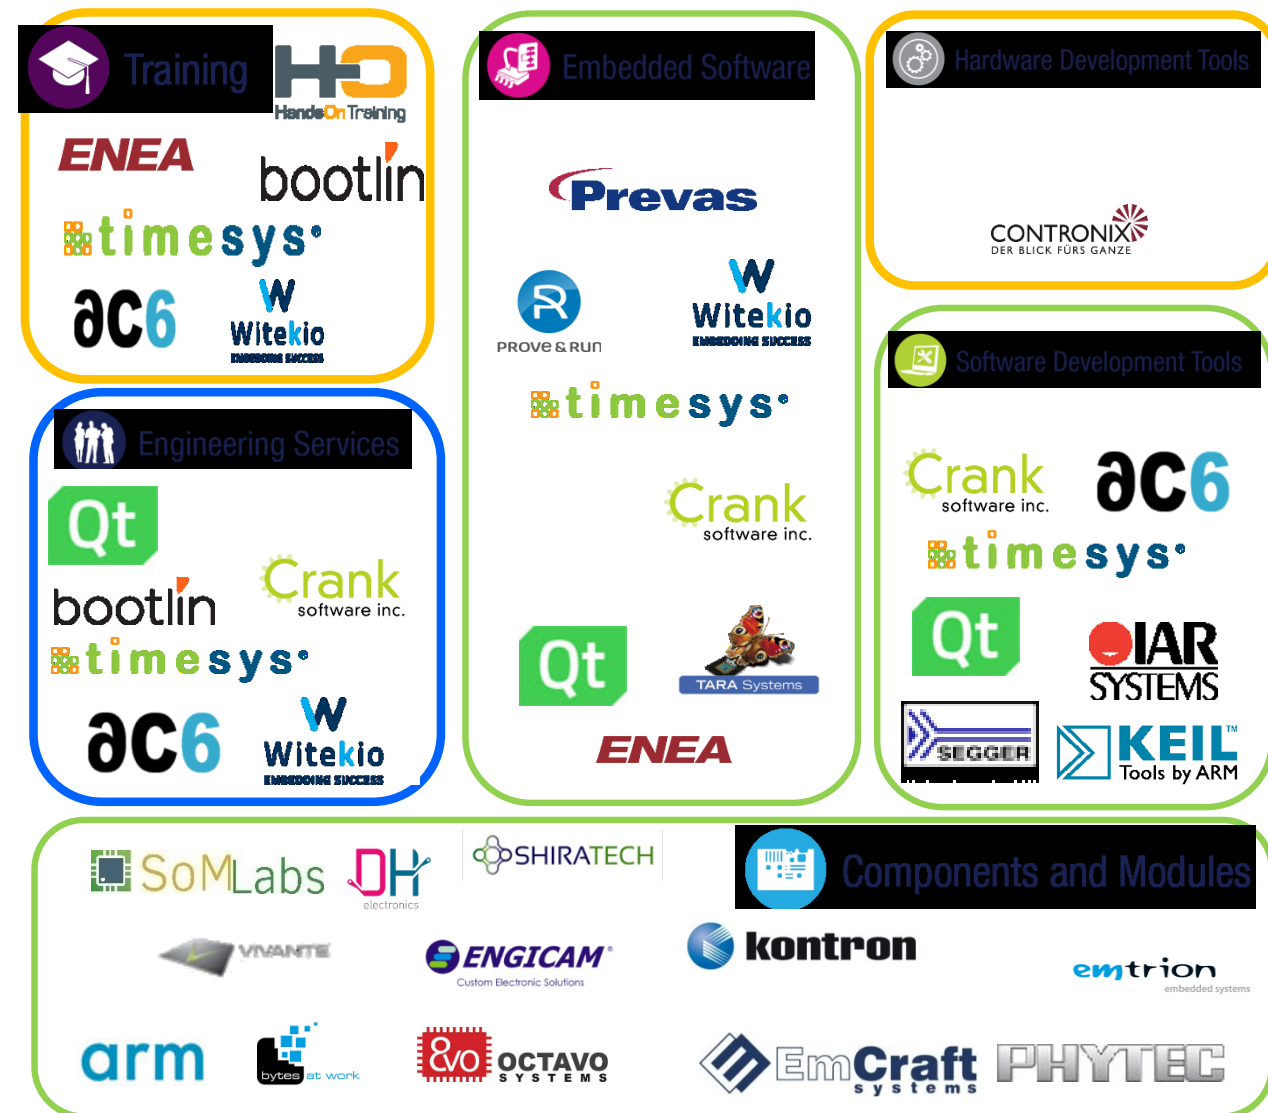 Training
HO
HandsOn Training
ENEA
bootlin
timesys
ac6
Witekio
EMBEDDING SUCCESS
Engineering Services
Qt
Crank
software inc.
bootlin
timesys
ac6
Witekio
EMBEDDING SUCCESS
Embedded Software
Prevas
PROVE & RUN
Witekio
EMBEDDING SUCCESS
timesys
Crank
software inc.
Qt
TARA Systems
ENEA
Hardware Development Tools
CONTRONIX
DER BLICK FÜRS GANZE
Software Development Tools
Crank
software inc.
ac6
timesys
Qt
IAR
SYSTEMS
SEGGER
KEIL™
Tools by ARM
Components and Modules
SoMLabs
DH
electronics
SHIRATECH
VIVANTE
ENGICAM®
Custom Electronic Solutions
kontron
emtrion
embedded systems
arm
bytes at work
OCTAVO
SYSTEMS
EmCraft
systems
PHYTEC